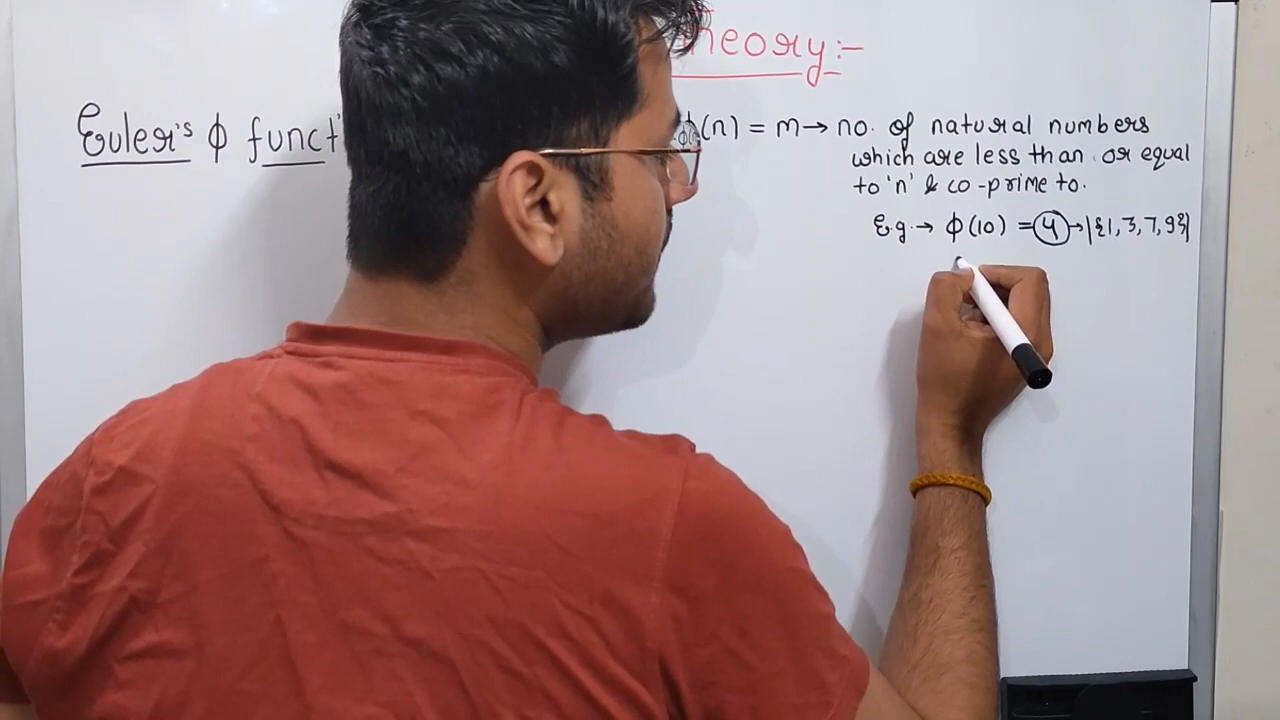 Theory:-
Euler's ϕ funct
ϕ(n) = m → no. of natural numbers
which are less than or equal
to 'n' & co-prime to.
E.g. → ϕ(10) = 4 → |{1, 3, 7, 9}|